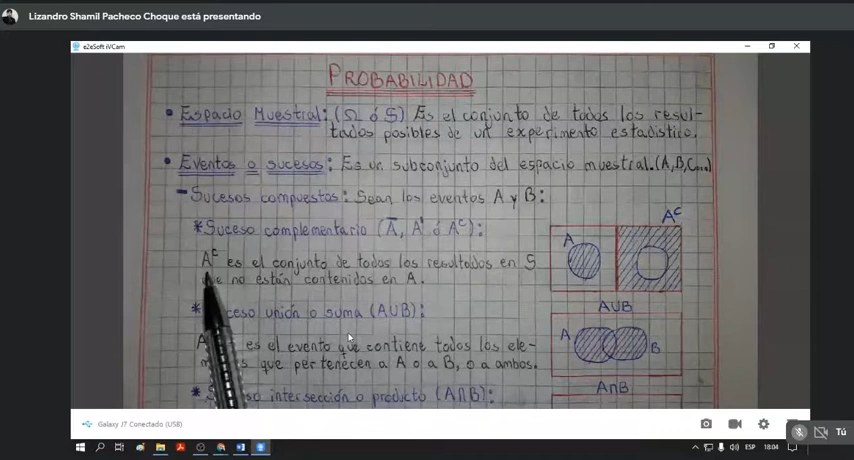 Lizandro Shamil Pacheco Choque está presentando
e2eSoft iVCam
PROBABILIDAD
• Espacio Muestral: (Ω ó S) Es el conjunto de todos los resul-
tados posibles de un experimento estadístico.
• Eventos o sucesos: Es un subconjunto del espacio muestral. (A, B, C...)
- Sucesos compuestos: Sean los eventos A y B:
* Suceso complementario (A̅, A' ó Aᶜ):
Aᶜ
A
Aᶜ es el conjunto de todos los resultados en S
no están contenidos en A.
A∪B
* unión o suma (A∪B):
A B
es el evento que contiene todos los ele-
que pertenecen a A o a B, o a ambos.
A∩B
* intersección o producto (A∩B):
Galaxy J7 Conectado (USB)
Tú
ESP 18:04